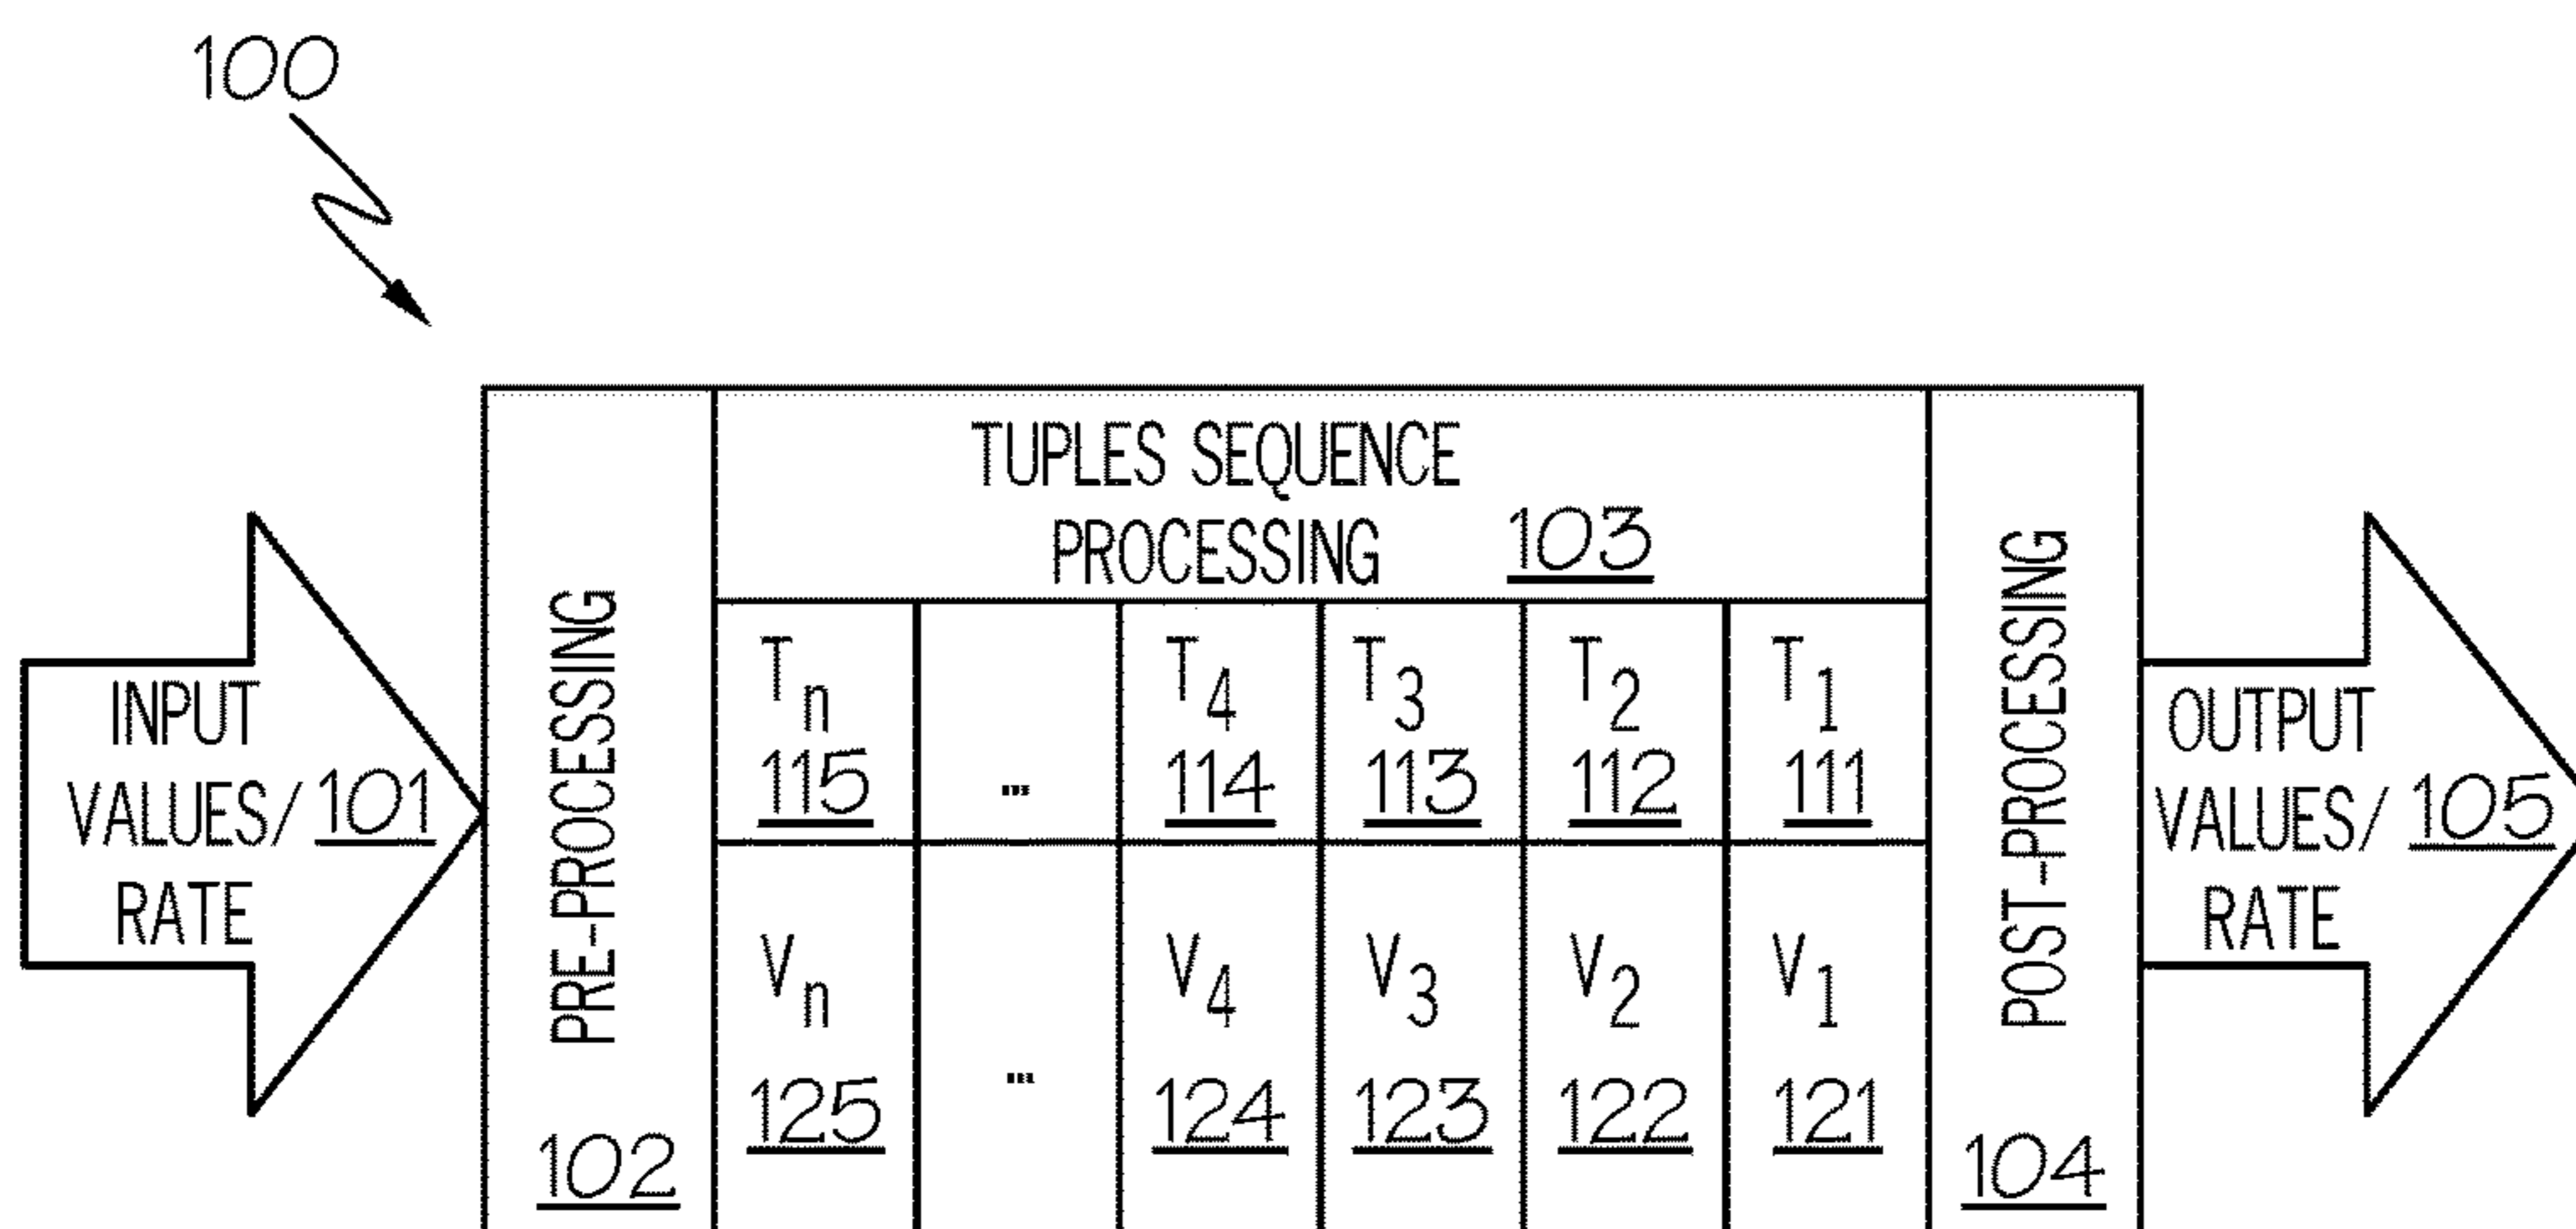 100
INPUT
VALUES/ 101
RATE
PRE-PROCESSING
102
TUPLES SEQUENCE
PROCESSING 103
Tn T4 T3 T2 T1
115 ... 114 113 112 111
Vn V4 V3 V2 V1
125 ... 124 123 122 121
POST-PROCESSING
104
OUTPUT
VALUES/ 105
RATE